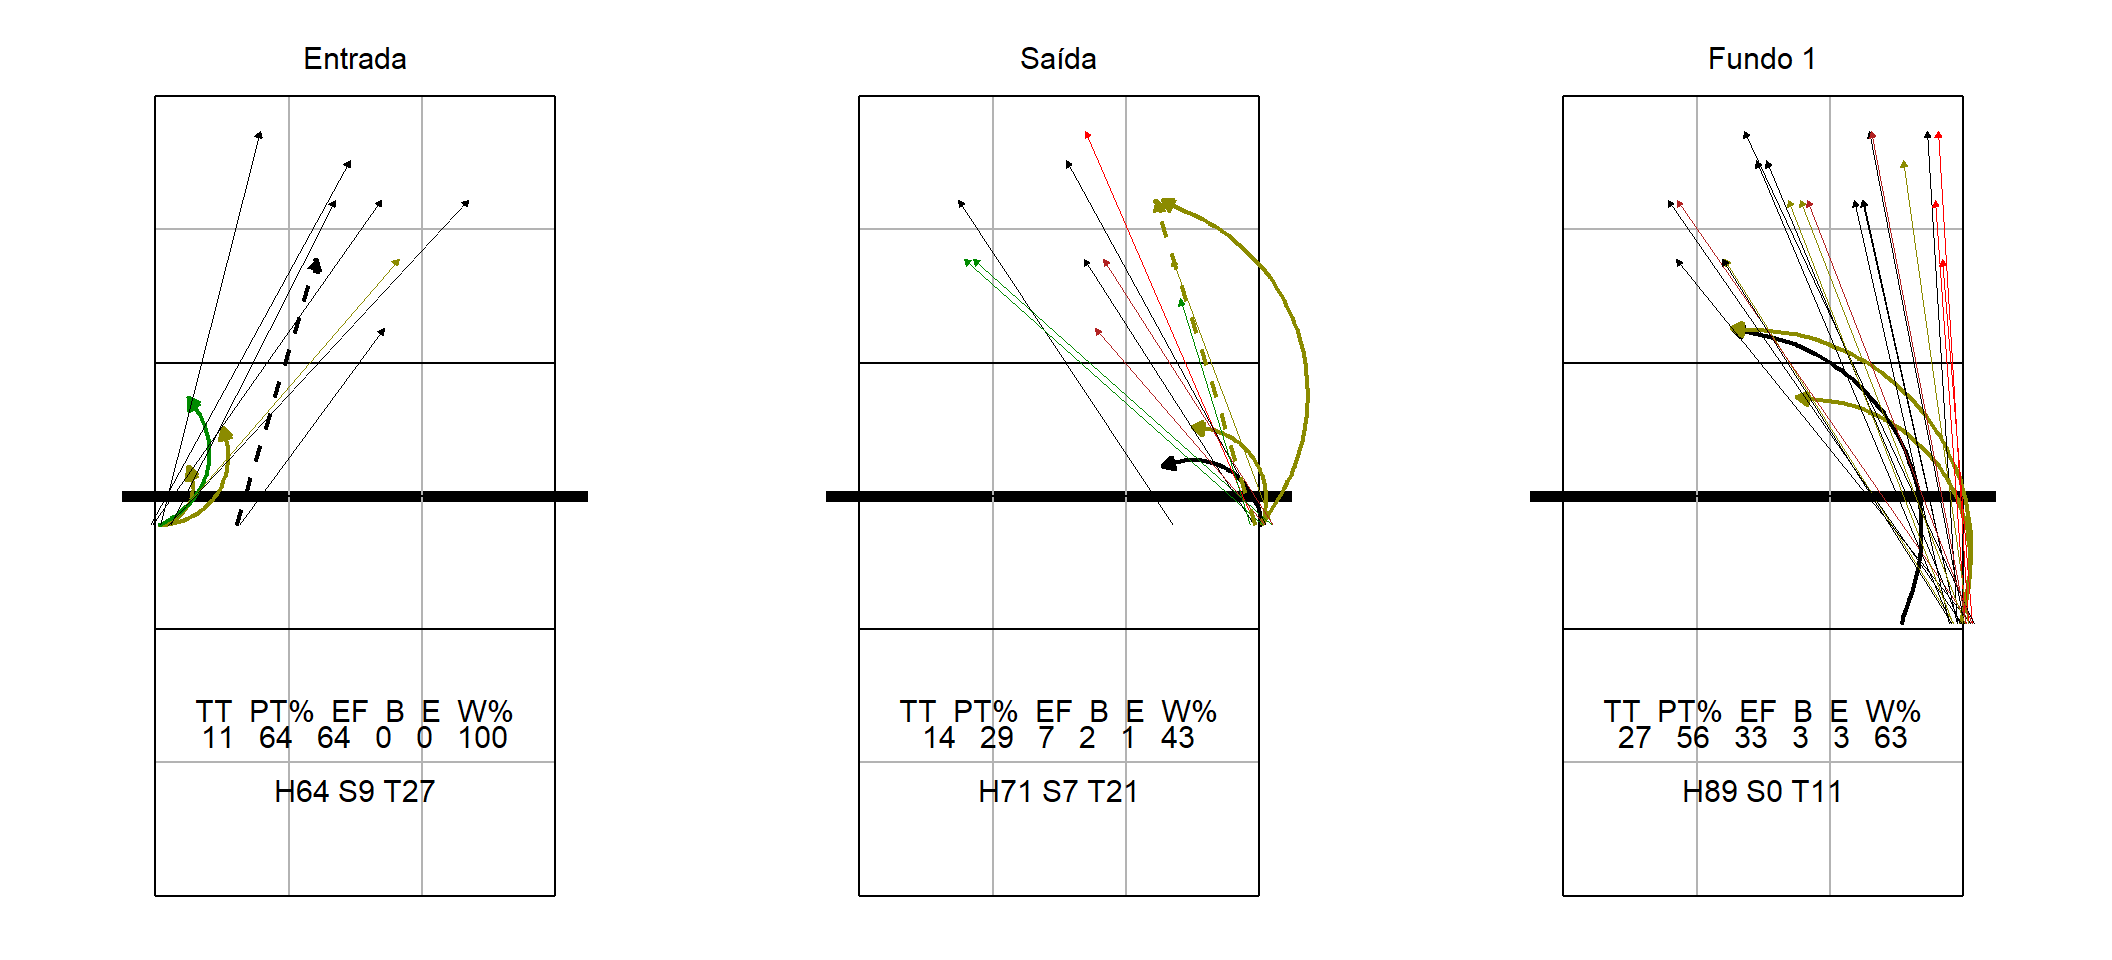 Entrada
TT PT% EF B E W%
11 64 64 0 0 100
H64 S9 T27
Saída
TT PT% EF B E W%
14 29 7 2 1 43
H71 S7 T21
Fundo 1
TT PT% EF B E W%
27 56 33 3 3 63
H89 S0 T11